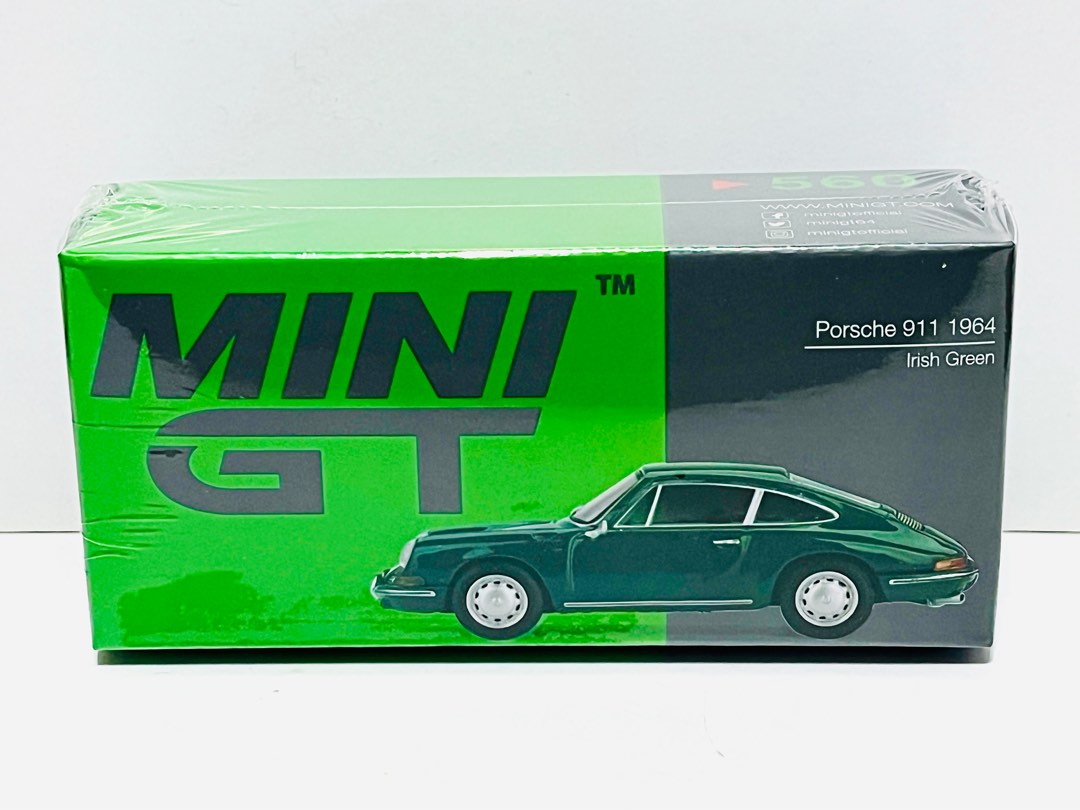 560
WWW.MINIGT.COM
minigtofficial
minigt64
minigtofficial
MINI ™
GT
Porsche 911 1964
Irish Green